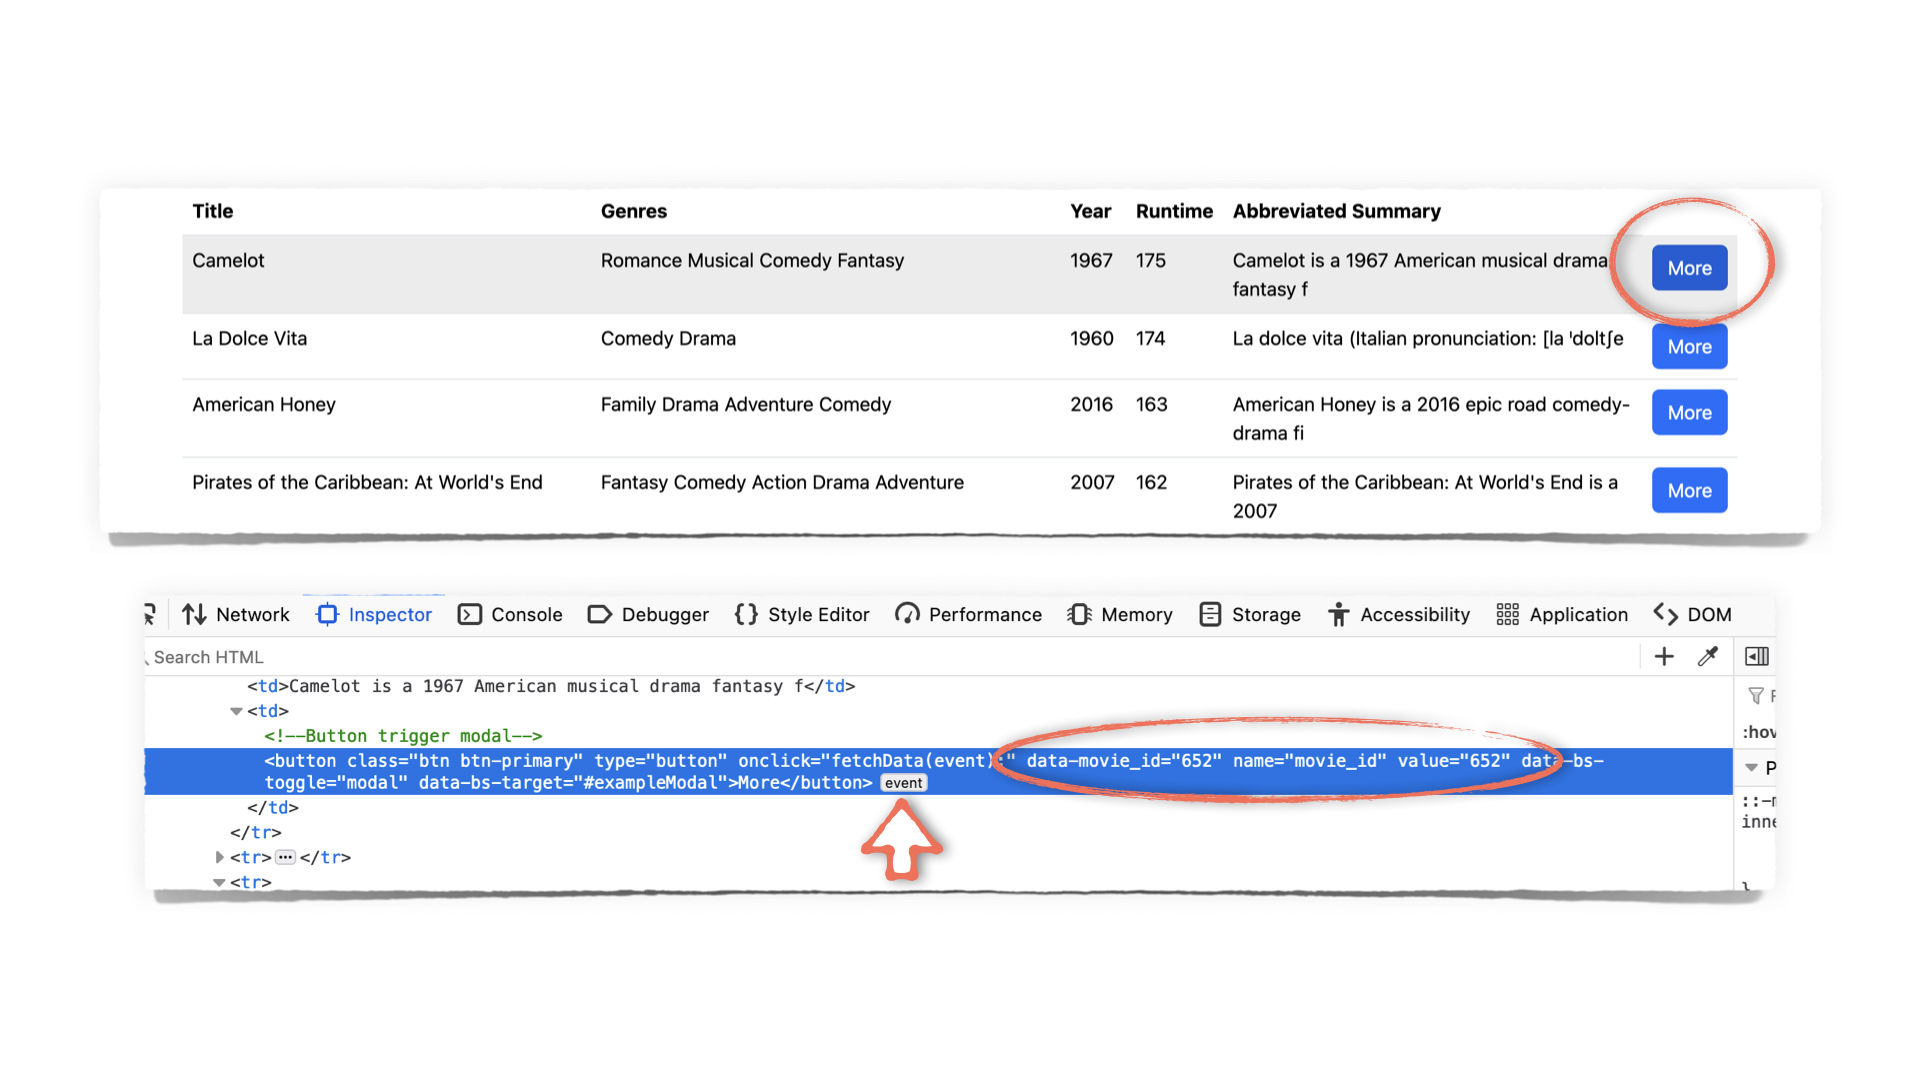 Title Genres Year Runtime Abbreviated Summary
Camelot Romance Musical Comedy Fantasy 1967 175 Camelot is a 1967 American musical drama More
fantasy f
La Dolce Vita Comedy Drama 1960 174 La dolce vita (Italian pronunciation: [la ˈdoltʃe More
American Honey Family Drama Adventure Comedy 2016 163 American Honey is a 2016 epic road comedy- More
drama fi
Pirates of the Caribbean: At World's End Fantasy Comedy Action Drama Adventure 2007 162 Pirates of the Caribbean: At World's End is a More
2007
Network Inspector Console Debugger Style Editor Performance Memory Storage Accessibility Application DOM
Search HTML
<td>Camelot is a 1967 American musical drama fantasy f</td>
<td>
<!--Button trigger modal-->
:hov
<button class="btn btn-primary" type="button" onclick="fetchData(event);" data-movie_id="652" name="movie_id" value="652" data-bs-
toggle="modal" data-bs-target="#exampleModal">More</button> event
</td>
</tr>
<tr>···</tr>
<tr>
inne
}